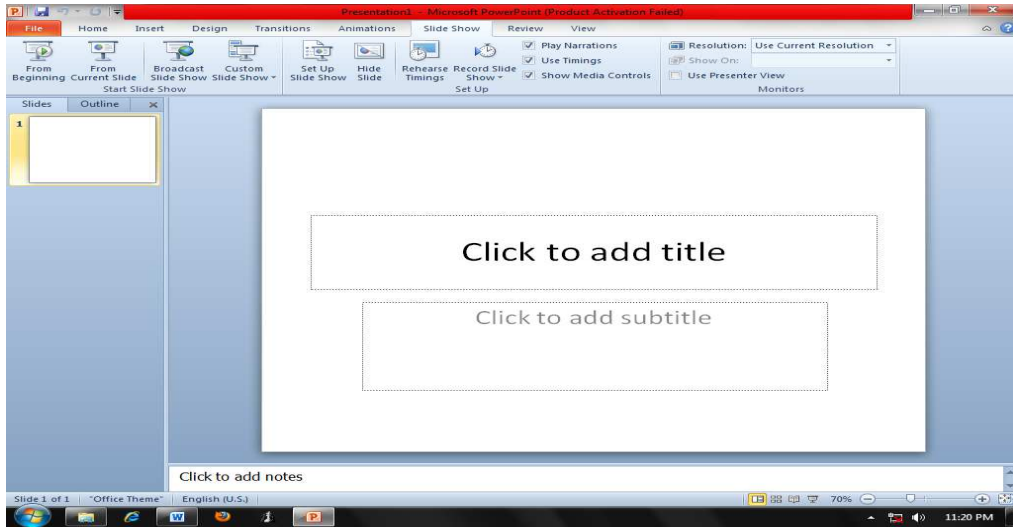 Presentation1 - Microsoft PowerPoint (Product Activation Failed)
File Home Insert Design Transitions Animations Slide Show Review View
From Beginning
From Current Slide
Broadcast Slide Show
Custom Slide Show
Start Slide Show
Set Up Slide Show
Hide Slide
Rehearse Timings
Record Slide Show
Play Narrations
Use Timings
Show Media Controls
Set Up
Resolution: Use Current Resolution
Show On:
Use Presenter View
Monitors
Slides Outline
1
Click to add title
Click to add subtitle
Click to add notes
Slide 1 of 1 "Office Theme" English (U.S.) 70%
11:20 PM